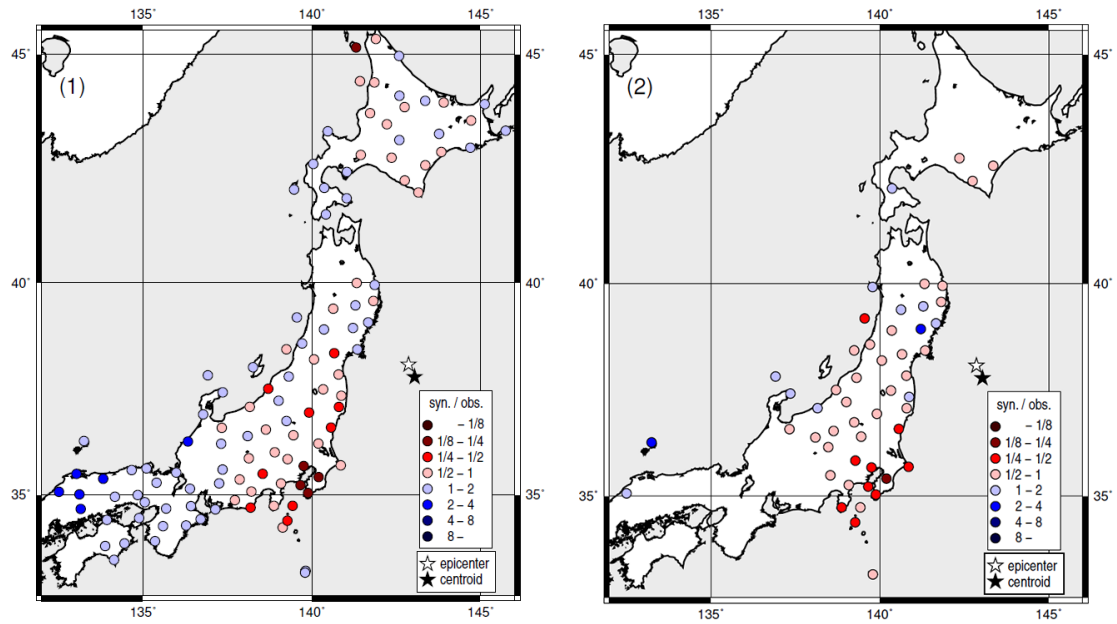 135° 140° 145° 135° 140° 145°
45° 45° 45° 45°
(1) (2)
40° 40° 40° 40°
35° 35° 35° 35°
syn. / obs.
– 1/8
1/8 – 1/4
1/4 – 1/2
1/2 – 1
1 – 2
2 – 4
4 – 8
8 –
epicenter
centroid
syn. / obs.
– 1/8
1/8 – 1/4
1/4 – 1/2
1/2 – 1
1 – 2
2 – 4
4 – 8
8 –
epicenter
centroid
135° 140° 145° 135° 140° 145°